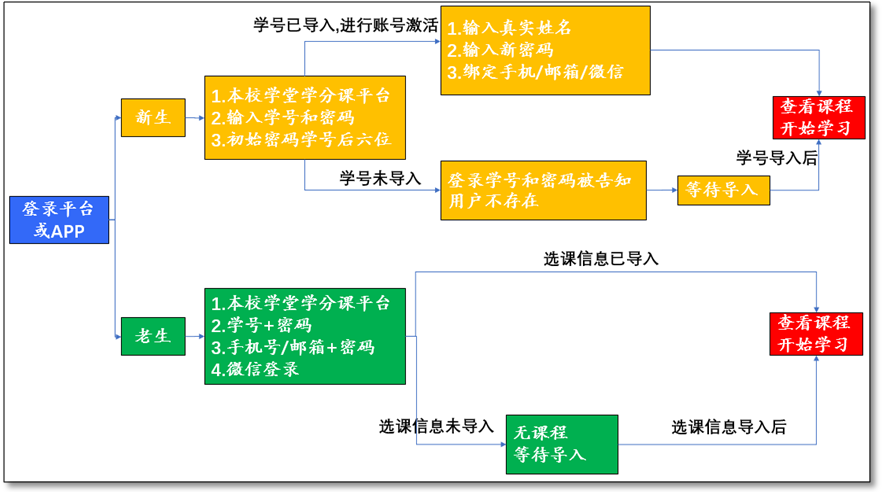 学号已导入,进行账号激活
1.输入真实姓名
2.输入新密码
3.绑定手机/邮箱/微信
新生
1.本校学堂学分课平台
2.输入学号和密码
3.初始密码学号后六位
查看课程
开始学习
学号导入后
学号未导入
登录学号和密码被告知
用户不存在
等待导入
登录平台
或APP
选课信息已导入
老生
1.本校学堂学分课平台
2.学号+密码
3.手机号/邮箱+密码
4.微信登录
查看课程
开始学习
选课信息未导入
无课程
等待导入
选课信息导入后